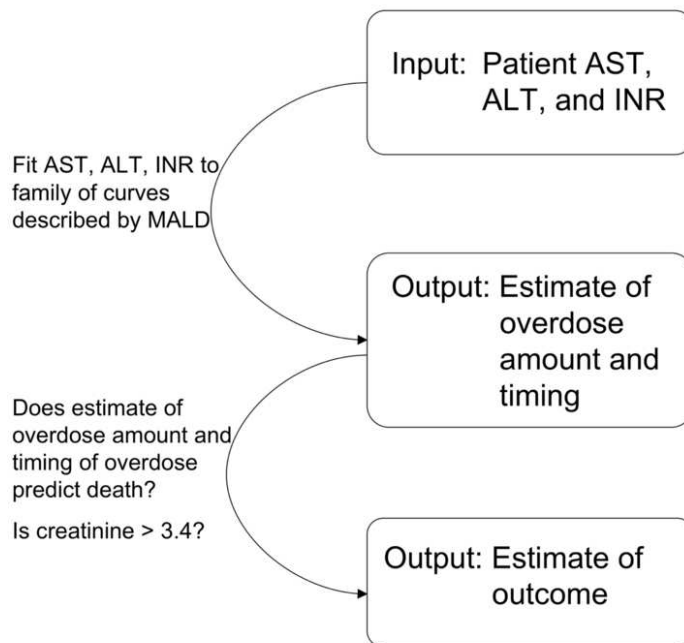 Input: Patient AST,
ALT, and INR
Fit AST, ALT, INR to
family of curves
described by MALD
Output: Estimate of
overdose
amount and
timing
Does estimate of
overdose amount and
timing of overdose
predict death?
Is creatinine > 3.4?
Output: Estimate of
outcome